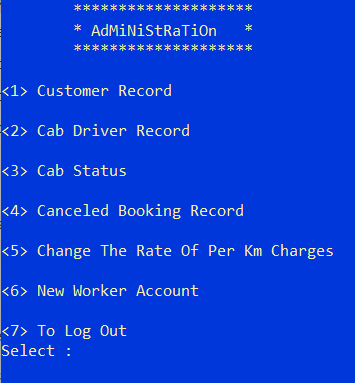 ********************
* AdMiNiStRaTiOn   *
********************
<1> Customer Record
<2> Cab Driver Record
<3> Cab Status
<4> Canceled Booking Record
<5> Change The Rate Of Per Km Charges
<6> New Worker Account
<7> To Log Out
Select :